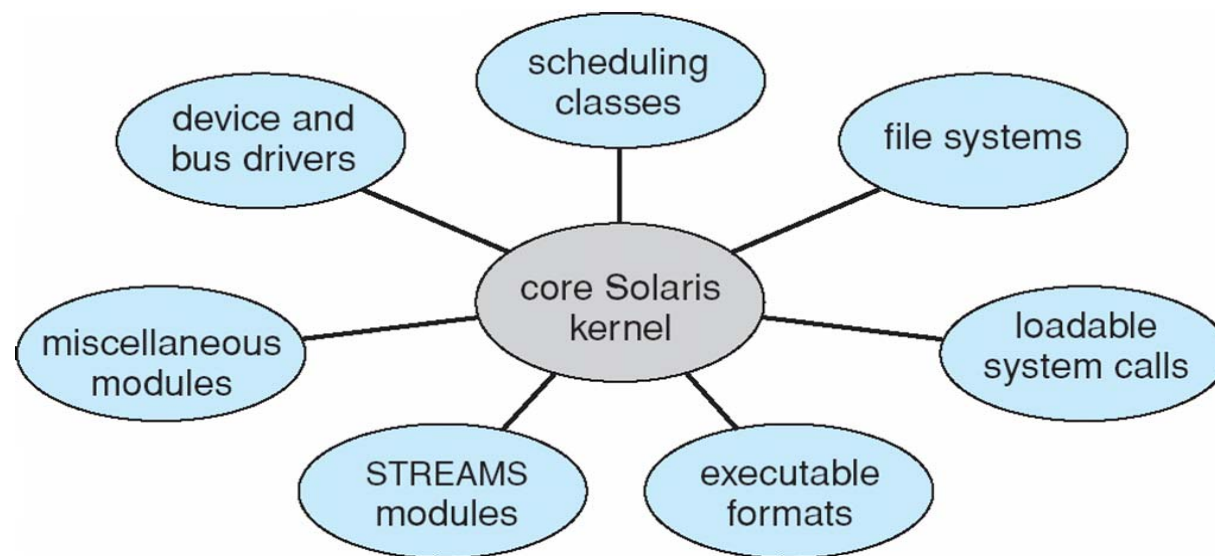 scheduling
classes
device and
bus drivers
file systems
core Solaris
kernel
miscellaneous
modules
loadable
system calls
STREAMS
modules
executable
formats